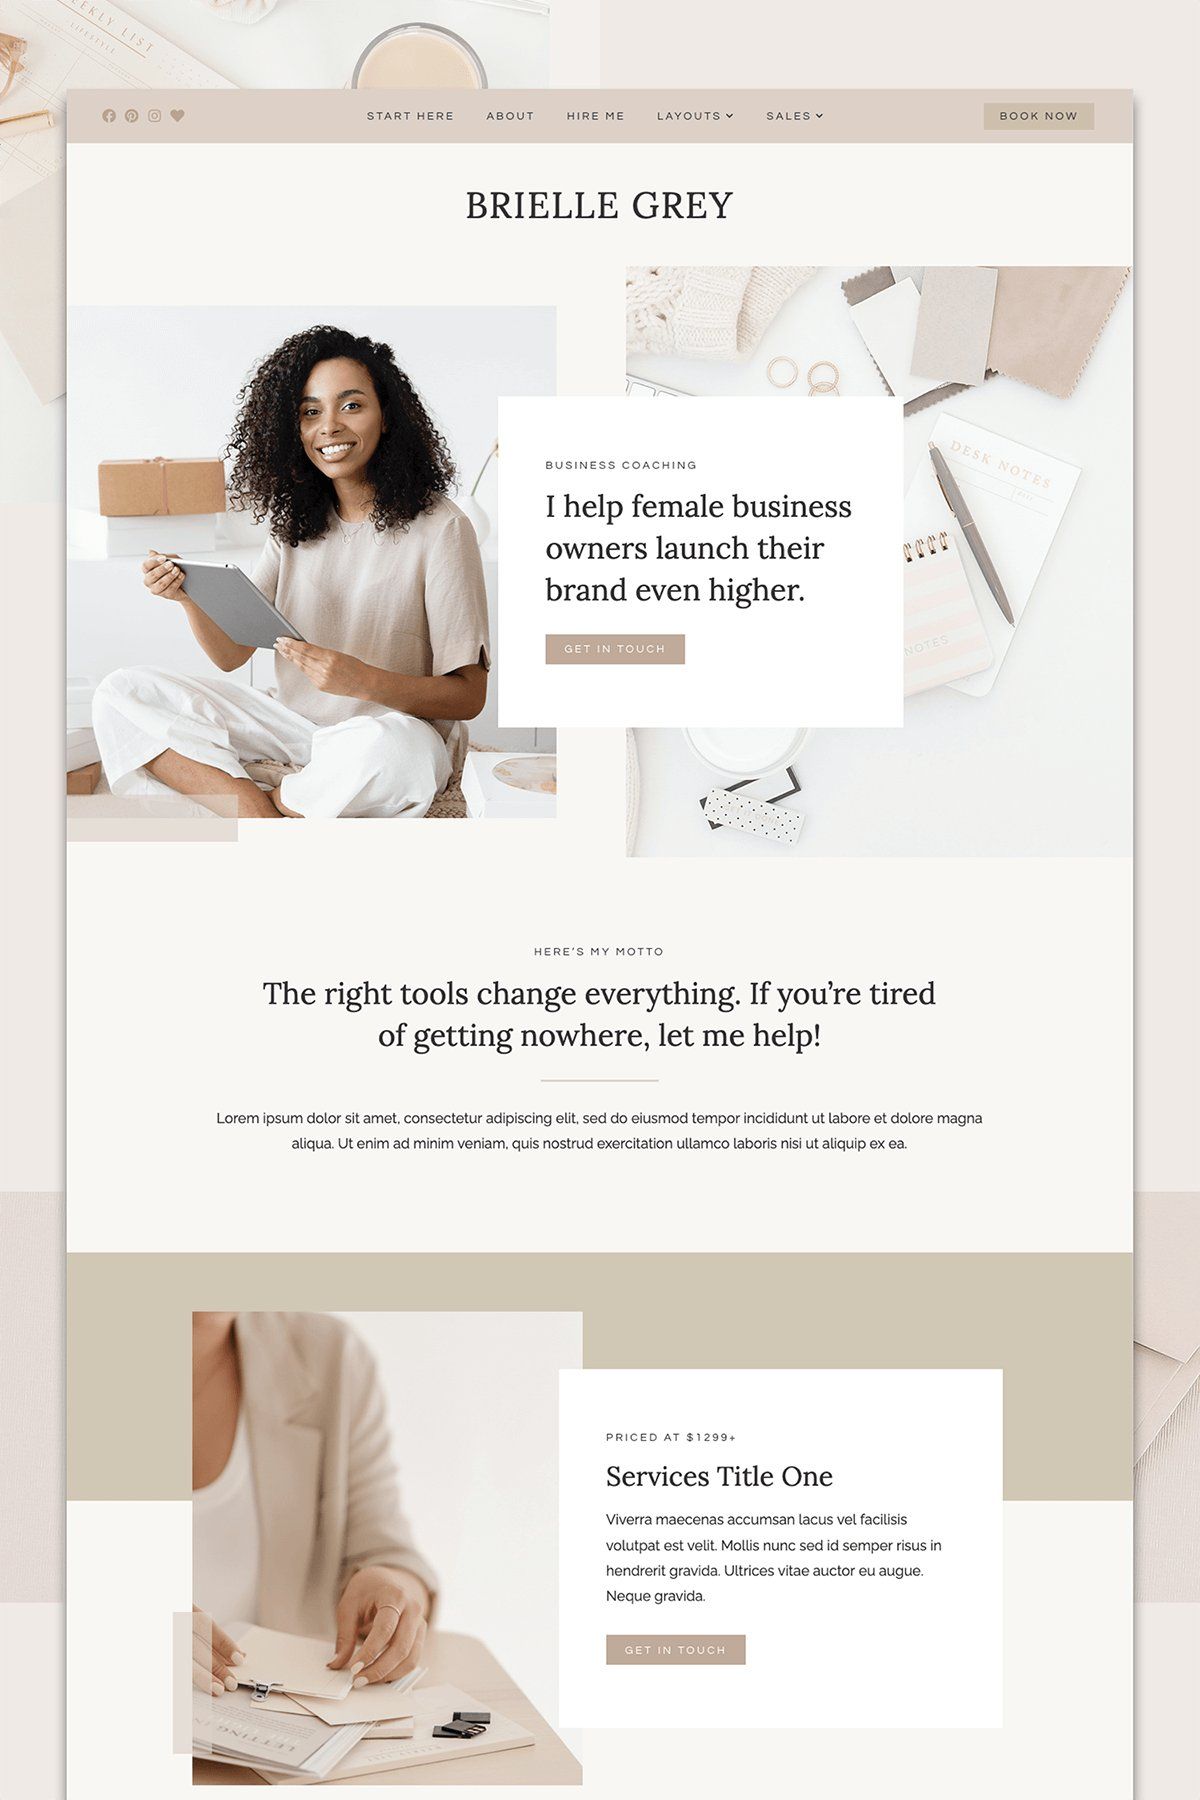 WEEKLY LIST
LIFESTYLE
START HERE ABOUT HIRE ME LAYOUTS SALES BOOK NOW
BRIELLE GREY
DESK NOTES
BUSINESS COACHING
I help female business
owners launch their
brand even higher.
GET IN TOUCH
NOTES
HERE’S MY MOTTO
The right tools change everything. If you’re tired
of getting nowhere, let me help!
Lorem ipsum dolor sit amet, consectetur adipiscing elit, sed do eiusmod tempor incididunt ut labore et dolore magna
aliqua. Ut enim ad minim veniam, quis nostrud exercitation ullamco laboris nisi ut aliquip ex ea.
PRICED AT $1299+
Services Title One
Viverra maecenas accumsan lacus vel facilisis
volutpat est velit. Mollis nunc sed id semper risus in
hendrerit gravida. Ultrices vitae auctor eu augue.
Neque gravida.
GET IN TOUCH